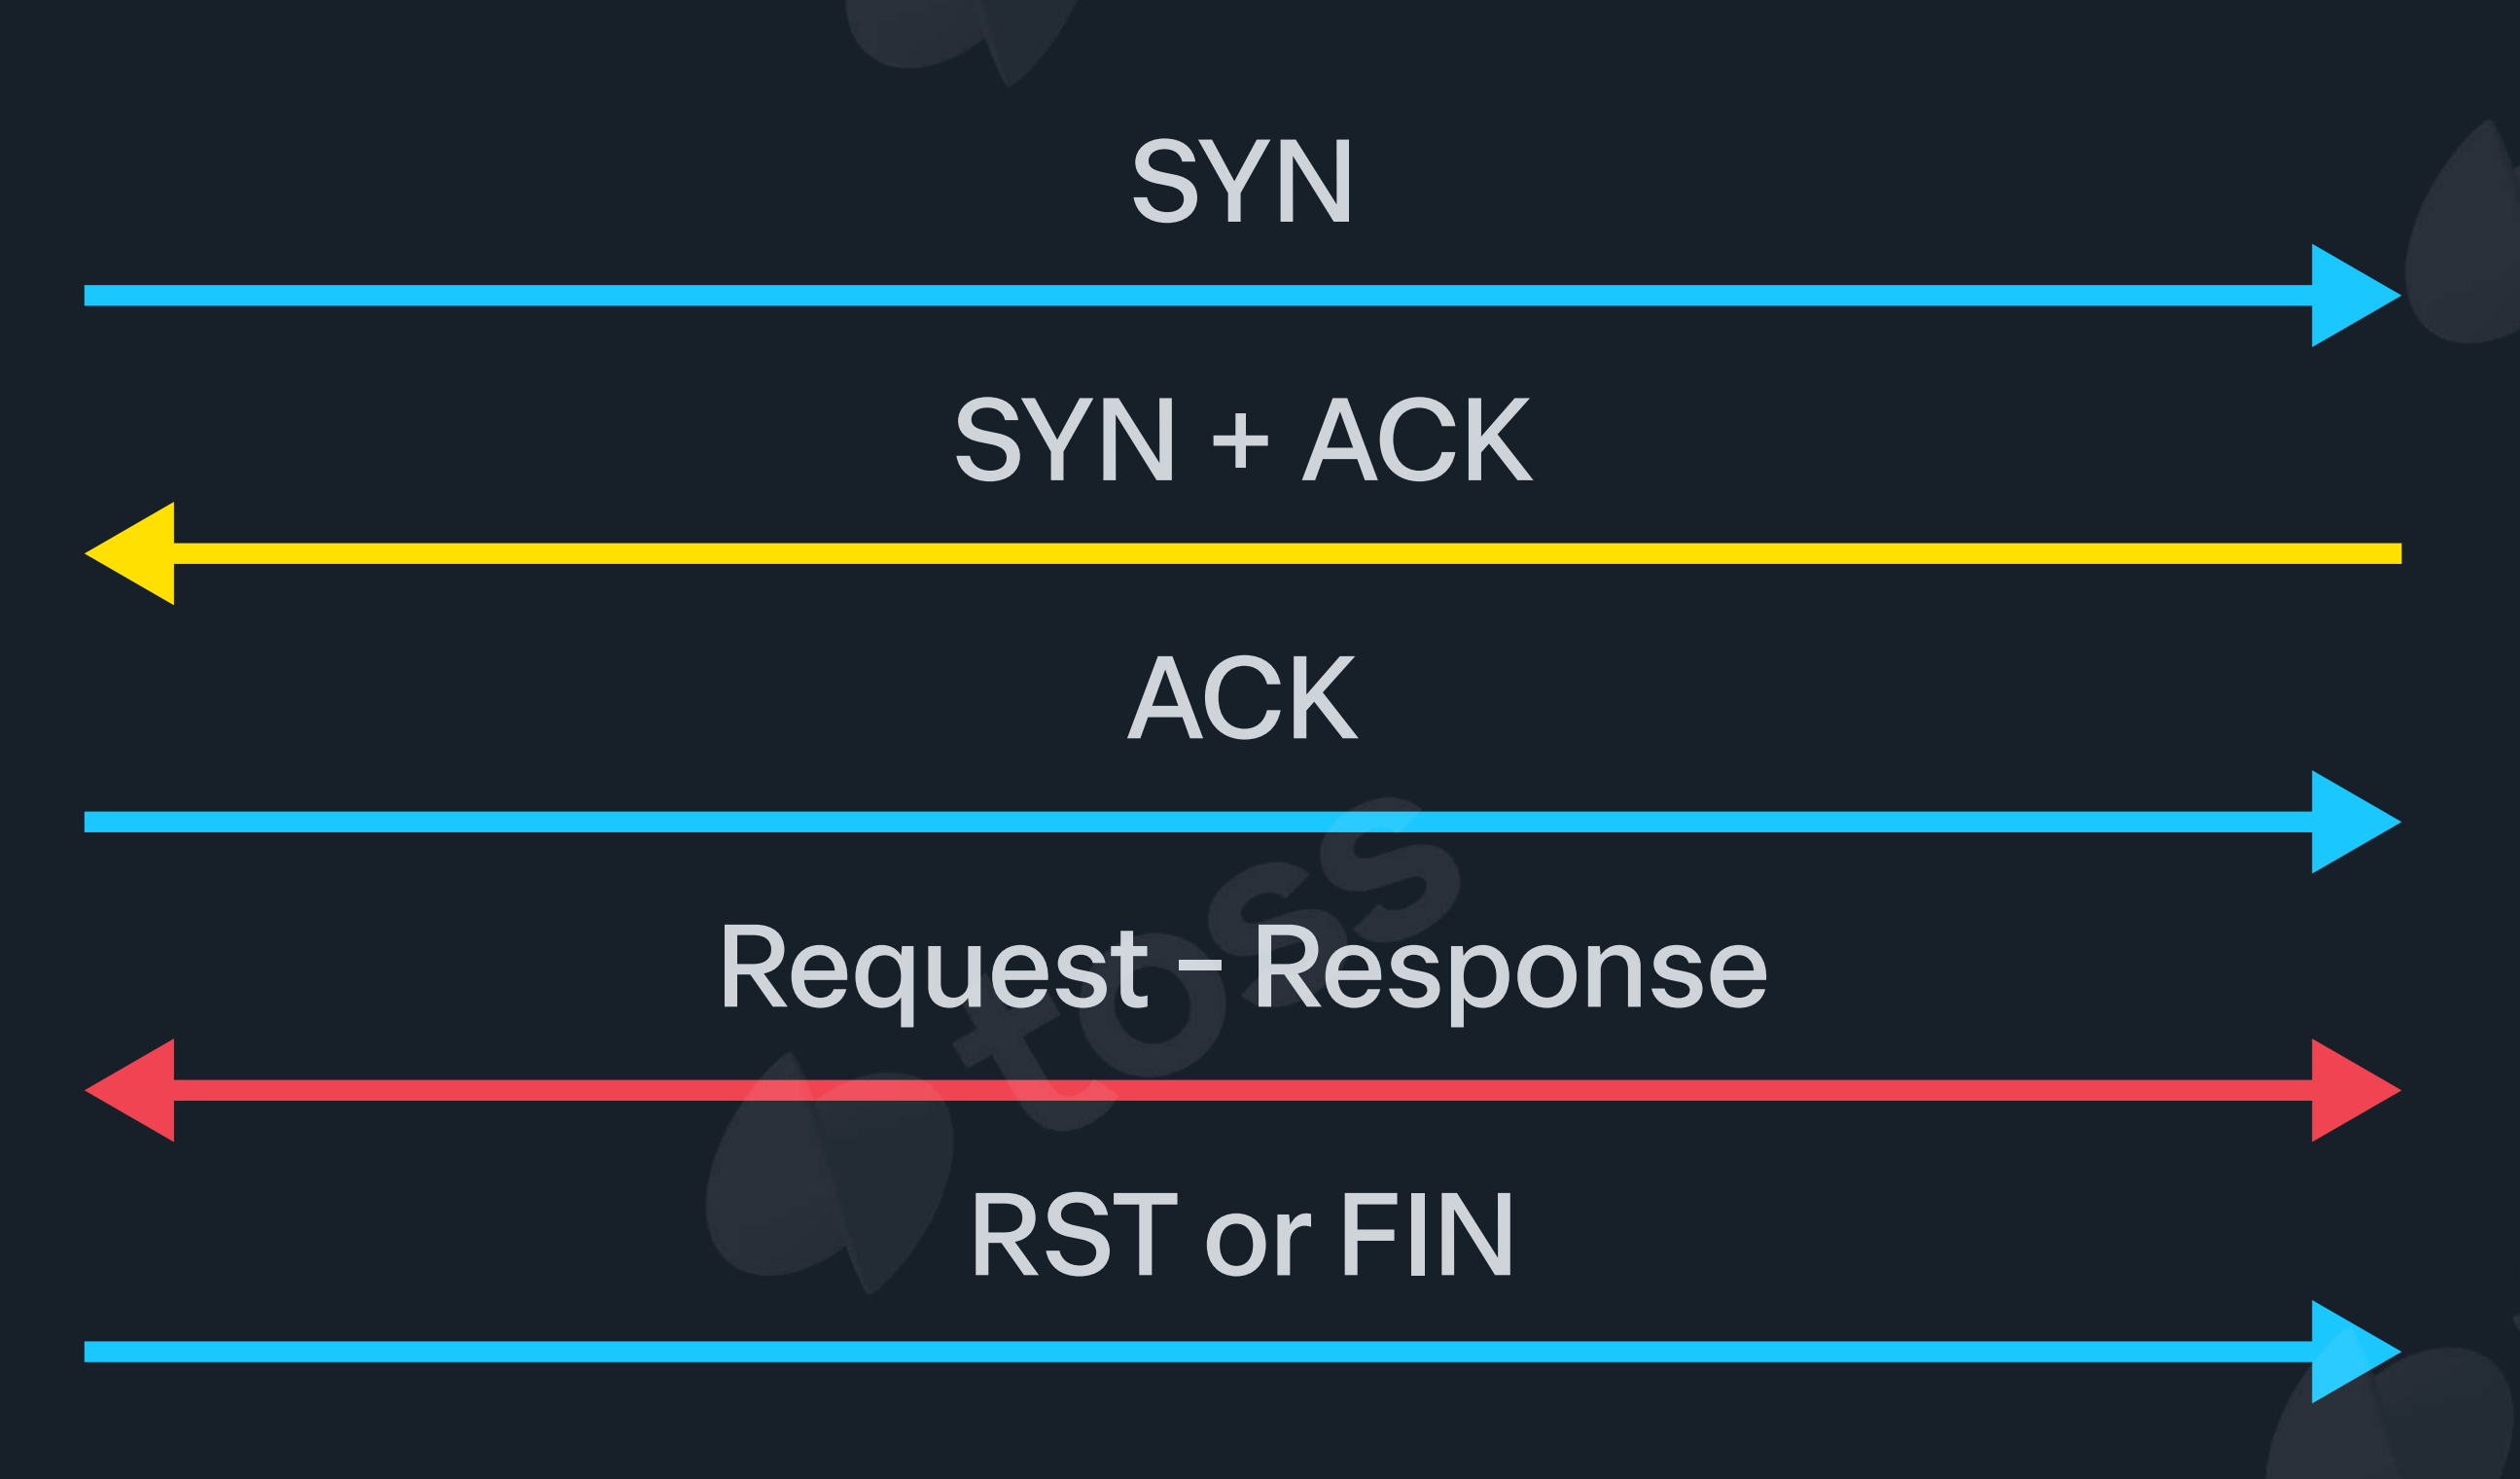 SYN
SYN + ACK
ACK
Request - Response
toss
RST or FIN